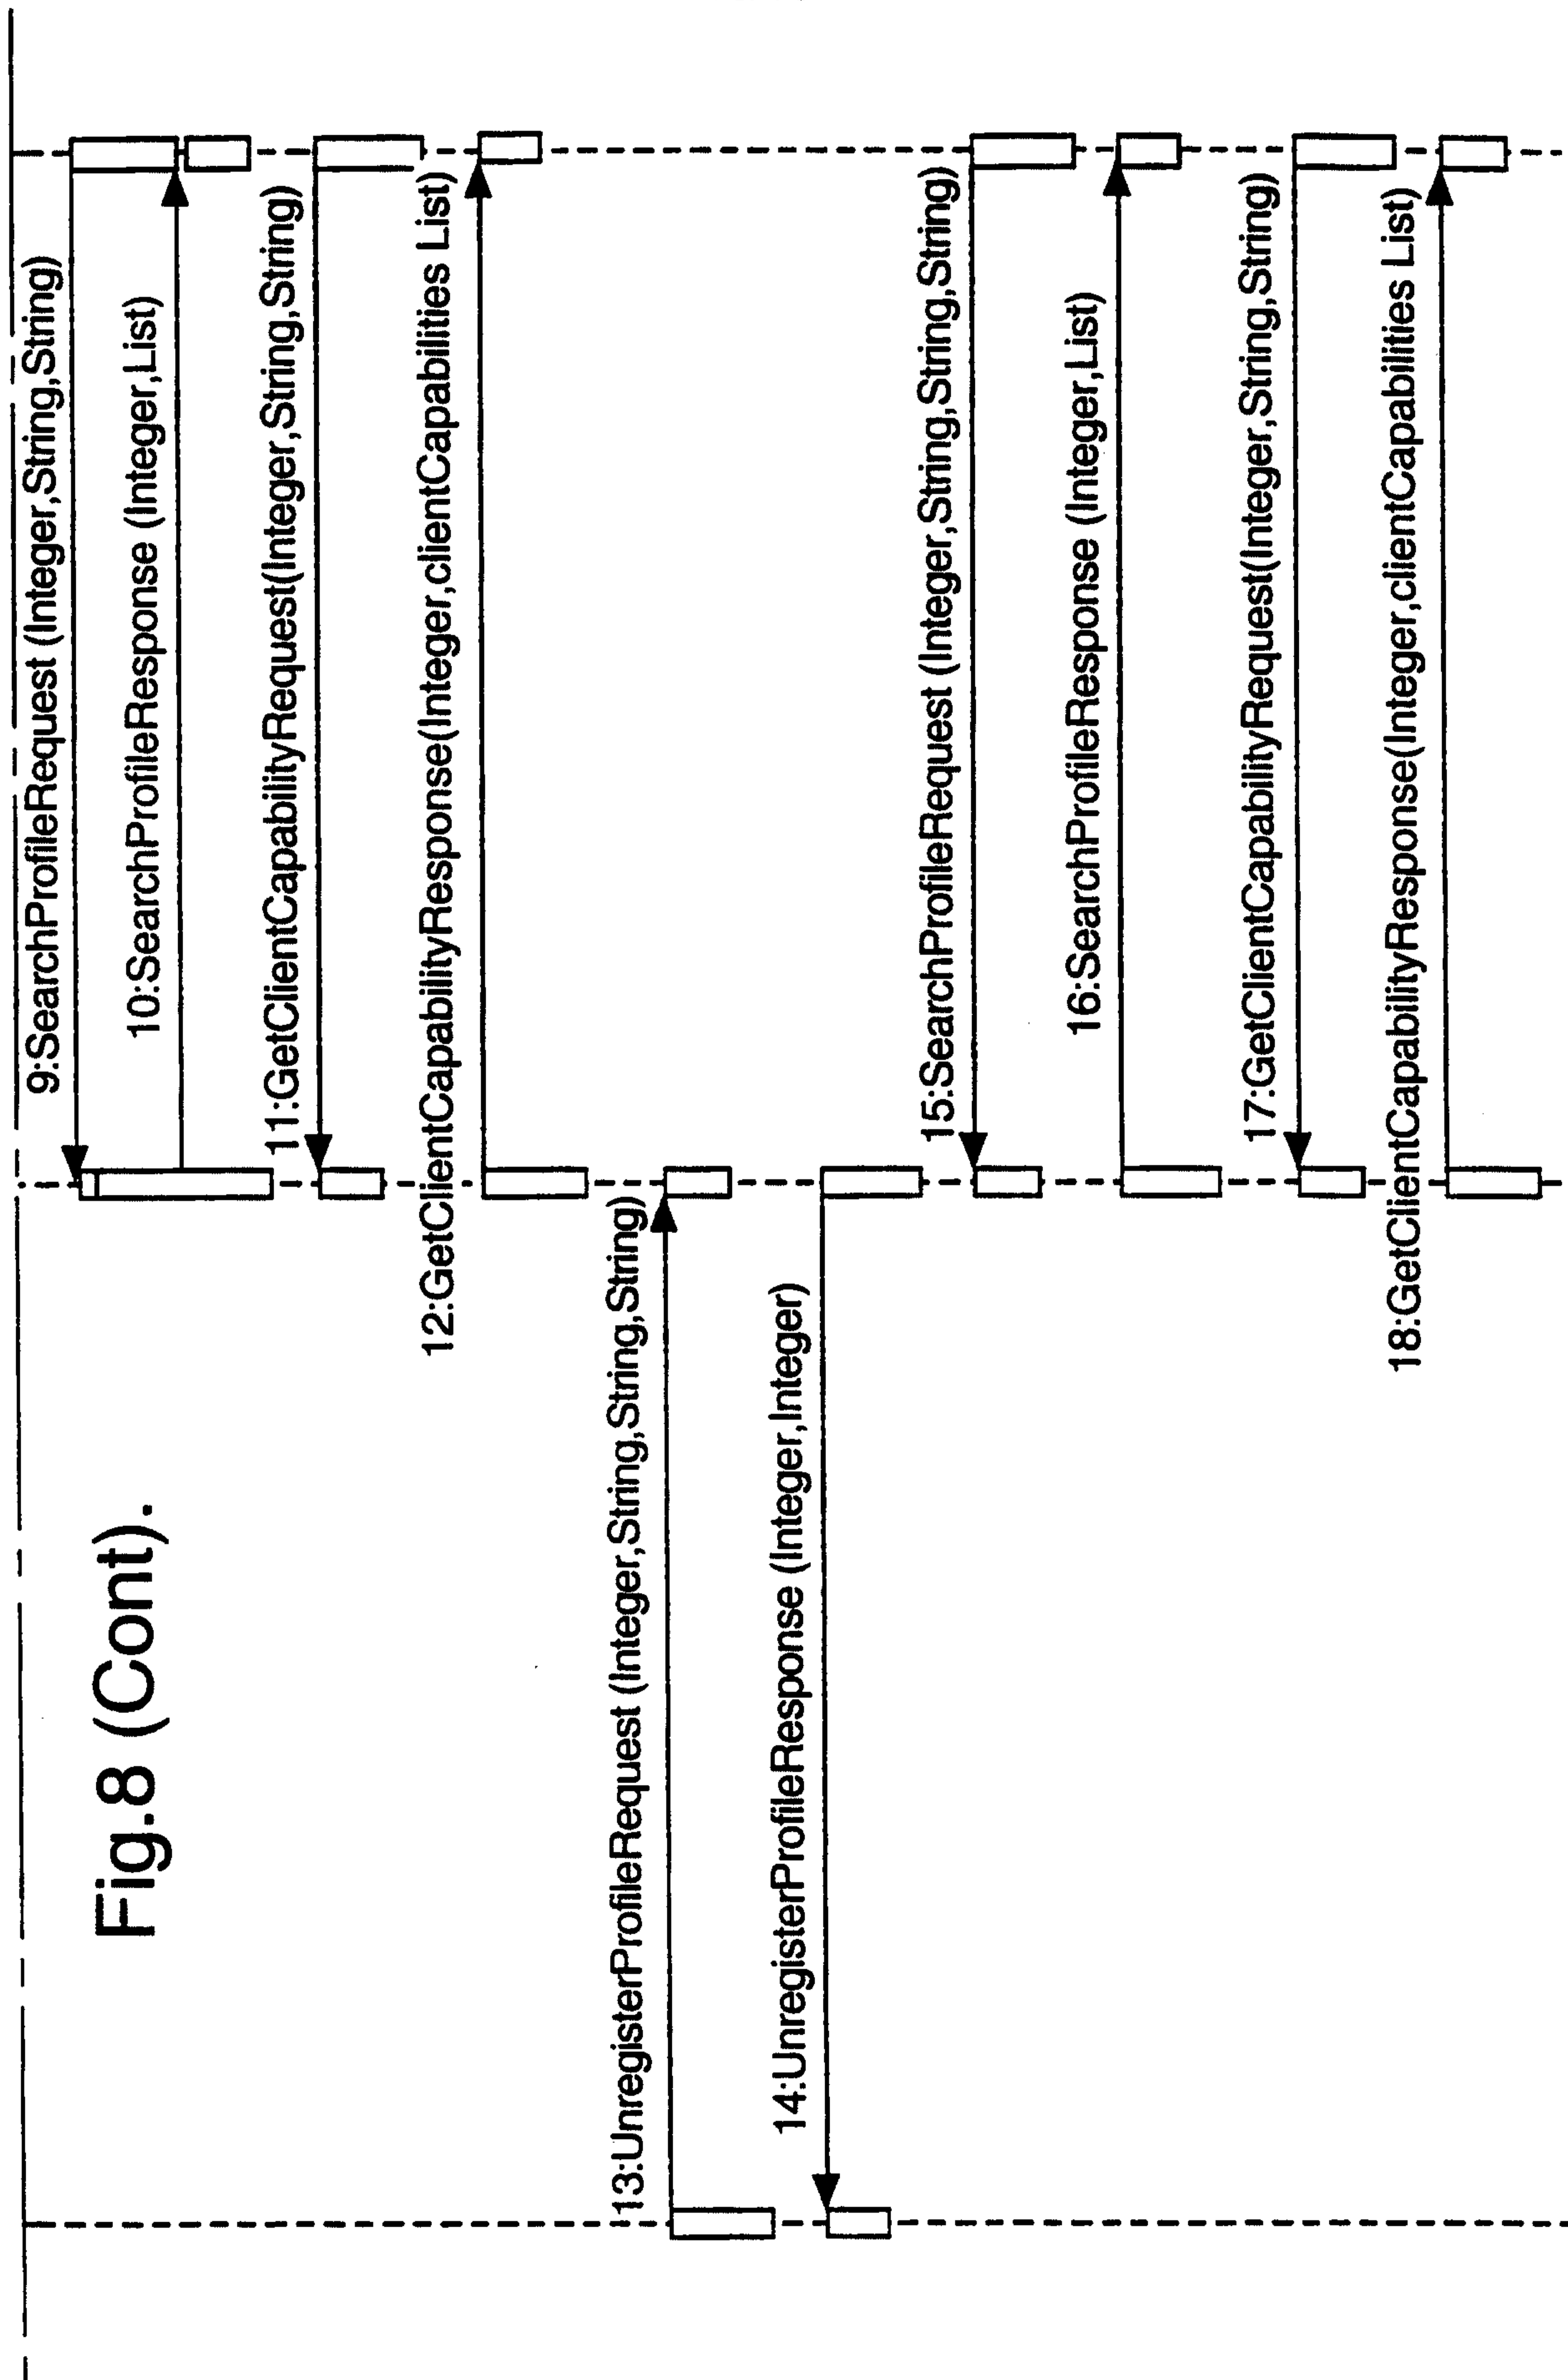 Fig.8 (Cont).
9:SearchProfileRequest (Integer,String,String)
10:SearchProfileResponse (Integer,List)
11:GetClientCapabilityRequest(Integer,String,String)
12:GetClientCapabilityResponse(Integer,clientCapabilities List)
13:UnregisterProfileRequest (Integer,String,String,String)
14:UnregisterProfileResponse (Integer,Integer)
15:SearchProfileRequest (Integer,String,String,String)
16:SearchProfileResponse (Integer,List)
17:GetClientCapabilityRequest(Integer,String,String)
18:GetClientCapabilityResponse(Integer,clientCapabilities List)